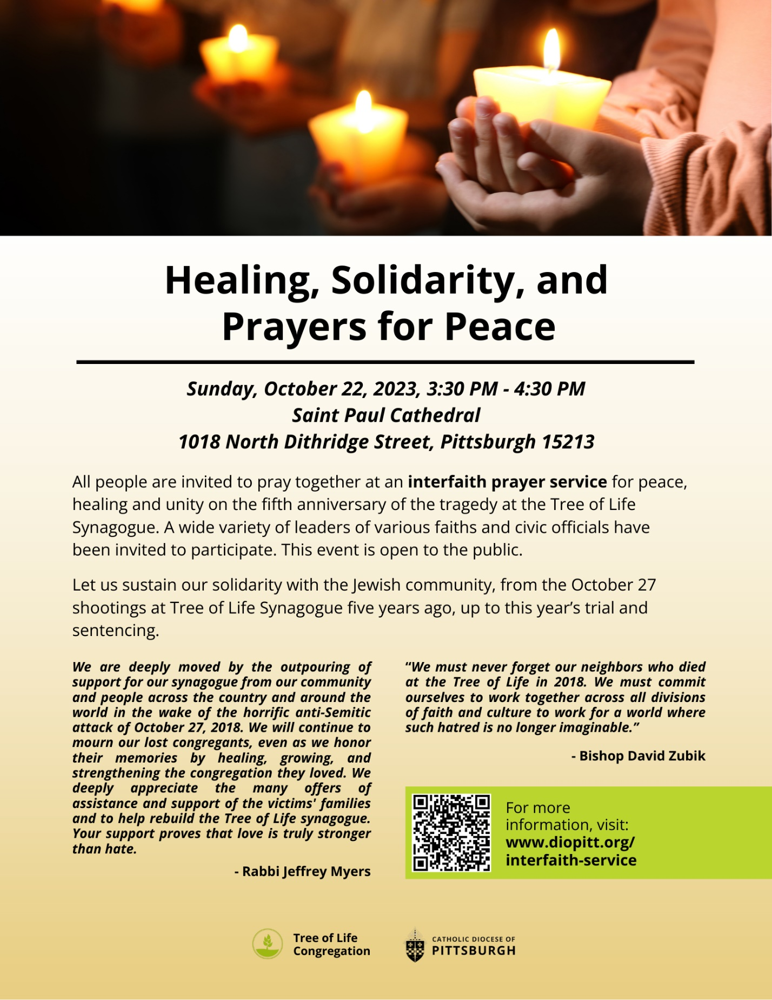 Healing, Solidarity, and
Prayers for Peace
Sunday, October 22, 2023, 3:30 PM - 4:30 PM
Saint Paul Cathedral
1018 North Dithridge Street, Pittsburgh 15213
All people are invited to pray together at an interfaith prayer service for peace,
healing and unity on the fifth anniversary of the tragedy at the Tree of Life
Synagogue. A wide variety of leaders of various faiths and civic officials have
been invited to participate. This event is open to the public.
Let us sustain our solidarity with the Jewish community, from the October 27
shootings at Tree of Life Synagogue five years ago, up to this year’s trial and
sentencing.
We are deeply moved by the outpouring of
support for our synagogue from our community
and people across the country and around the
world in the wake of the horrific anti-Semitic
attack of October 27, 2018. We will continue to
mourn our lost congregants, even as we honor
their memories by healing, growing, and
strengthening the congregation they loved. We
deeply appreciate the many offers of
assistance and support of the victims' families
and to help rebuild the Tree of Life synagogue.
Your support proves that love is truly stronger
than hate.
- Rabbi Jeffrey Myers
“We must never forget our neighbors who died
at the Tree of Life in 2018. We must commit
ourselves to work together across all divisions
of faith and culture to work for a world where
such hatred is no longer imaginable.”
- Bishop David Zubik
For more
information, visit:
www.diopitt.org/
interfaith-service
Tree of Life
Congregation
CATHOLIC DIOCESE OF
PITTSBURGH